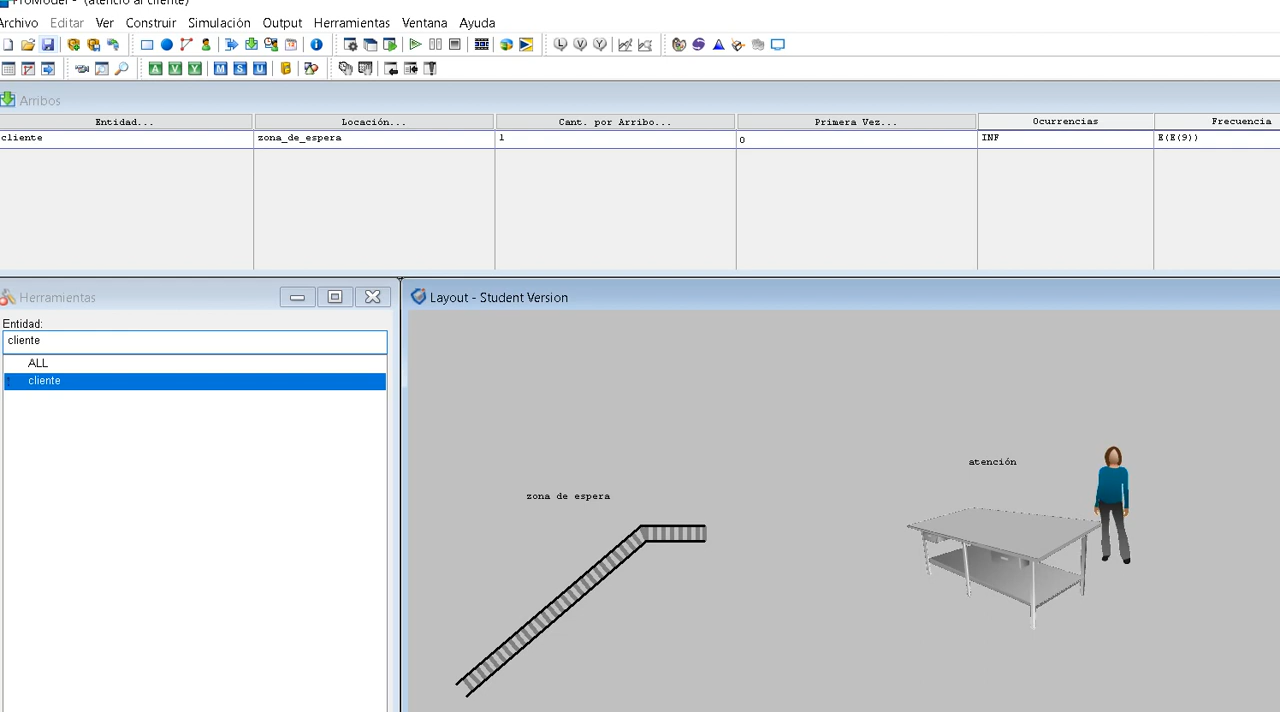 ProModel - (atencio al cliente)
Archivo Editar Ver Construir Simulación Output Herramientas Ventana Ayuda
Arribos
Entidad... Locación... Cant. por Arribo... Primera Vez... Ocurrencias Frecuencia
cliente zona_de_espera 1 0 INF E(E(9))
Herramientas
Layout - Student Version
Entidad:
cliente
ALL
cliente
atención
zona de espera